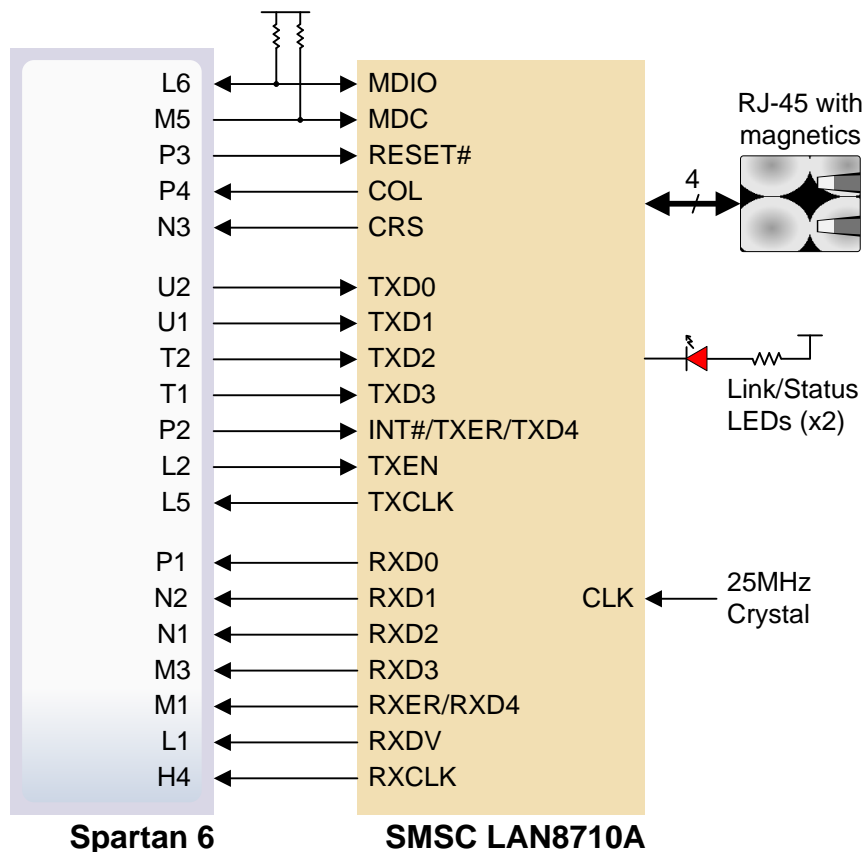 L6 MDIO
M5 MDC
P3 RESET#
P4 COL
N3 CRS
U2 TXD0
U1 TXD1
T2 TXD2
T1 TXD3
P2 INT#/TXER/TXD4
L2 TXEN
L5 TXCLK
P1 RXD0
N2 RXD1
N1 RXD2
M3 RXD3
M1 RXER/RXD4
L1 RXDV
H4 RXCLK
RJ-45 with
magnetics
4
Link/Status
LEDs (x2)
CLK
25MHz
Crystal
Spartan 6
SMSC LAN8710A